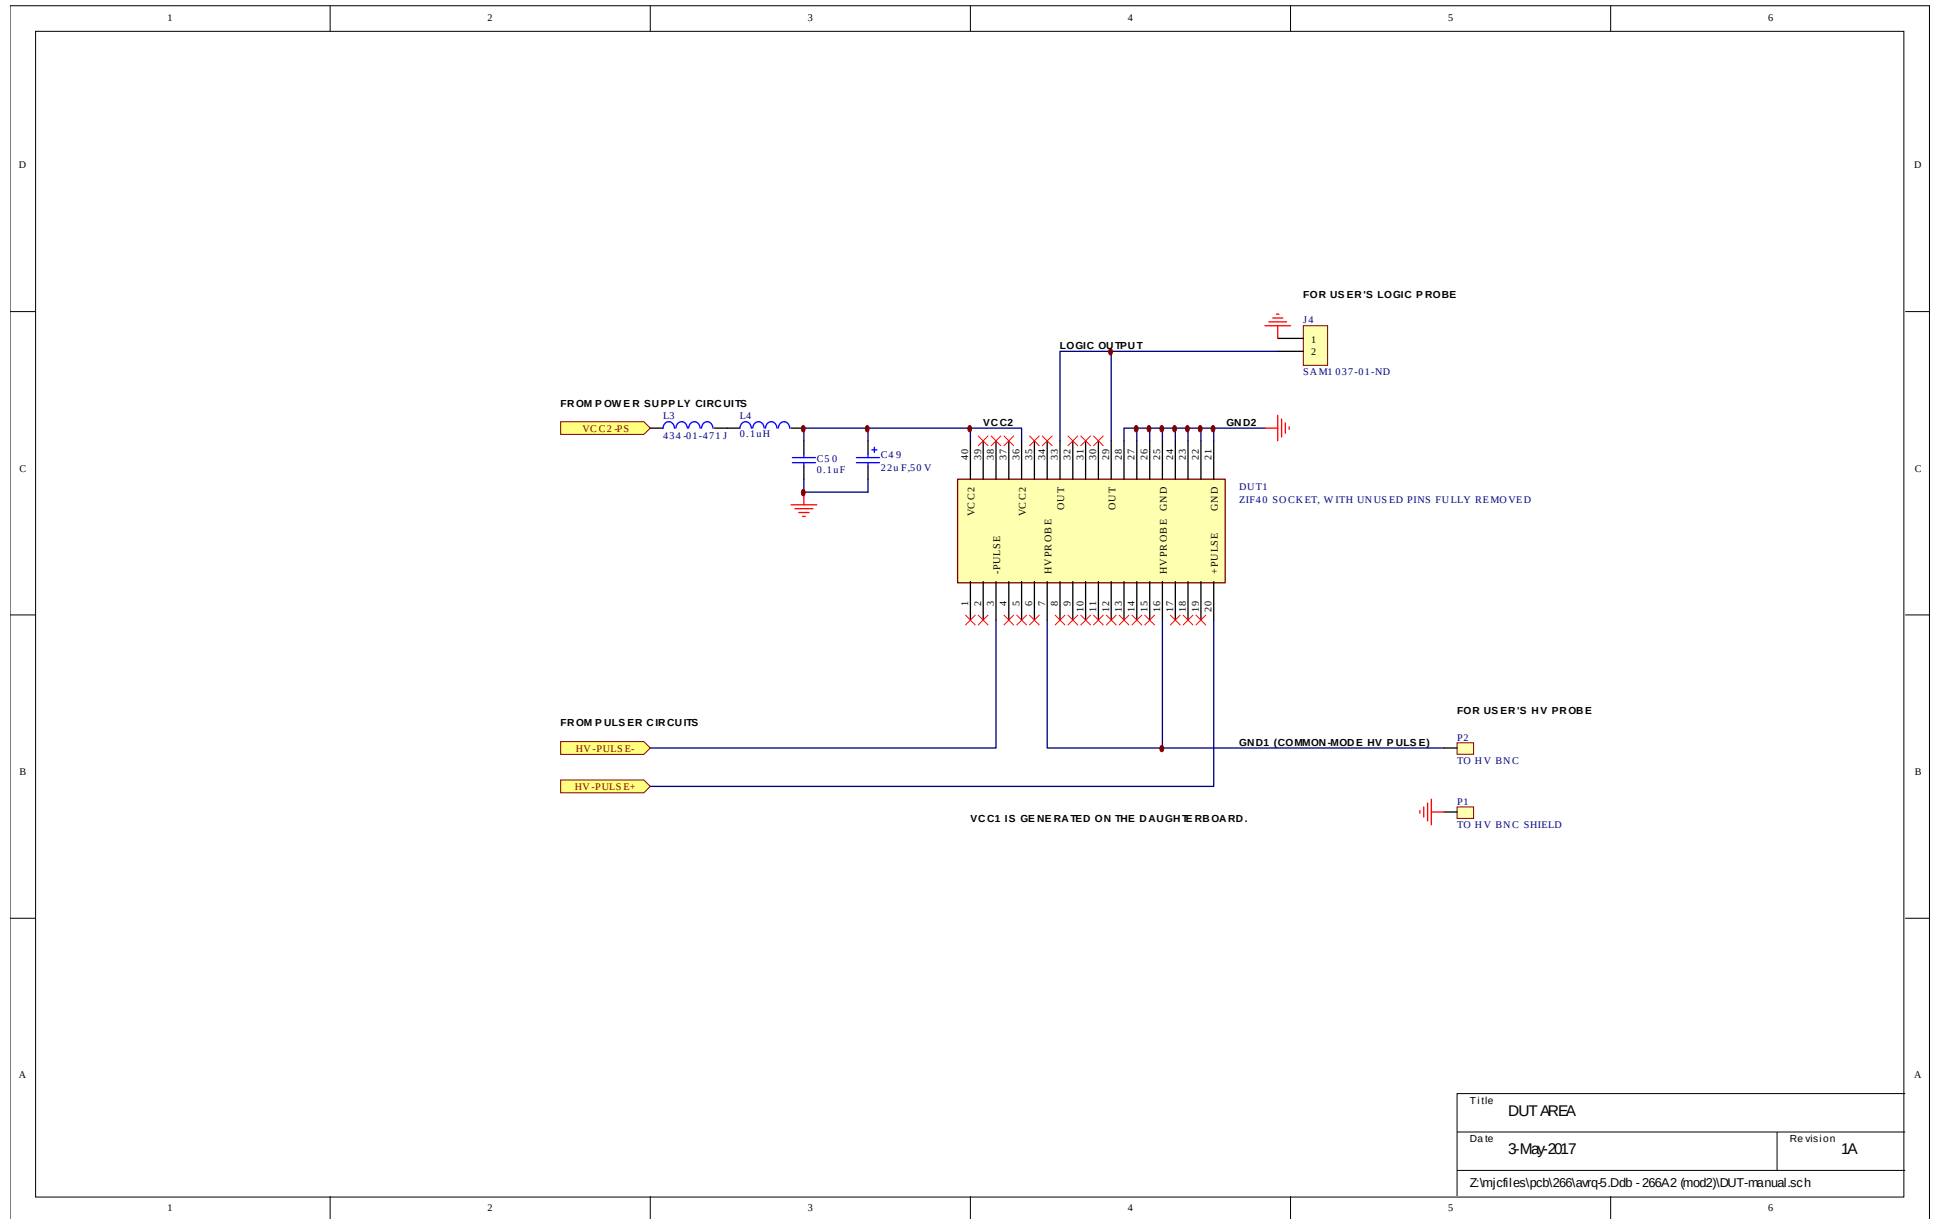 1 2 3 4 5 6
D D
FOR USER'S LOGIC PROBE
J4
1
2
SAM1037-01-ND
LOGIC OUTPUT
FROM POWER SUPPLY CIRCUITS
VCC2-PS
L3
434-01-471J
L4
0.1uH
VCC2
GND2
C50
0.1uF
C49
+
22uF,50V
C C
40 39 38 37 36 35 34 33 32 31 30 29 28 27 26 25 24 23 22 21
VCC2 VCC2 OUT OUT GND GND
-PULSE HVPROBE HVPROBE +PULSE
DUT1
ZIF40 SOCKET, WITH UNUSED PINS FULLY REMOVED
1 2 3 4 5 6 7 8 9 10 11 12 13 14 15 16 17 18 19 20
FROM PULSER CIRCUITS
HV-PULSE-
HV-PULSE+
FOR USER'S HV PROBE
GND1 (COMMON-MODE HV PULSE)
P2
TO HV BNC
B B
P1
TO HV BNC SHIELD
VCC1 IS GENERATED ON THE DAUGHTERBOARD.
A A
Title
DUT AREA
Date
3-May-2017
Revision
1A
Z:\mjcfiles\pcb\266\avrq-5.Ddb - 266A2 (mod2)\DUT-manual.sch
1 2 3 4 5 6